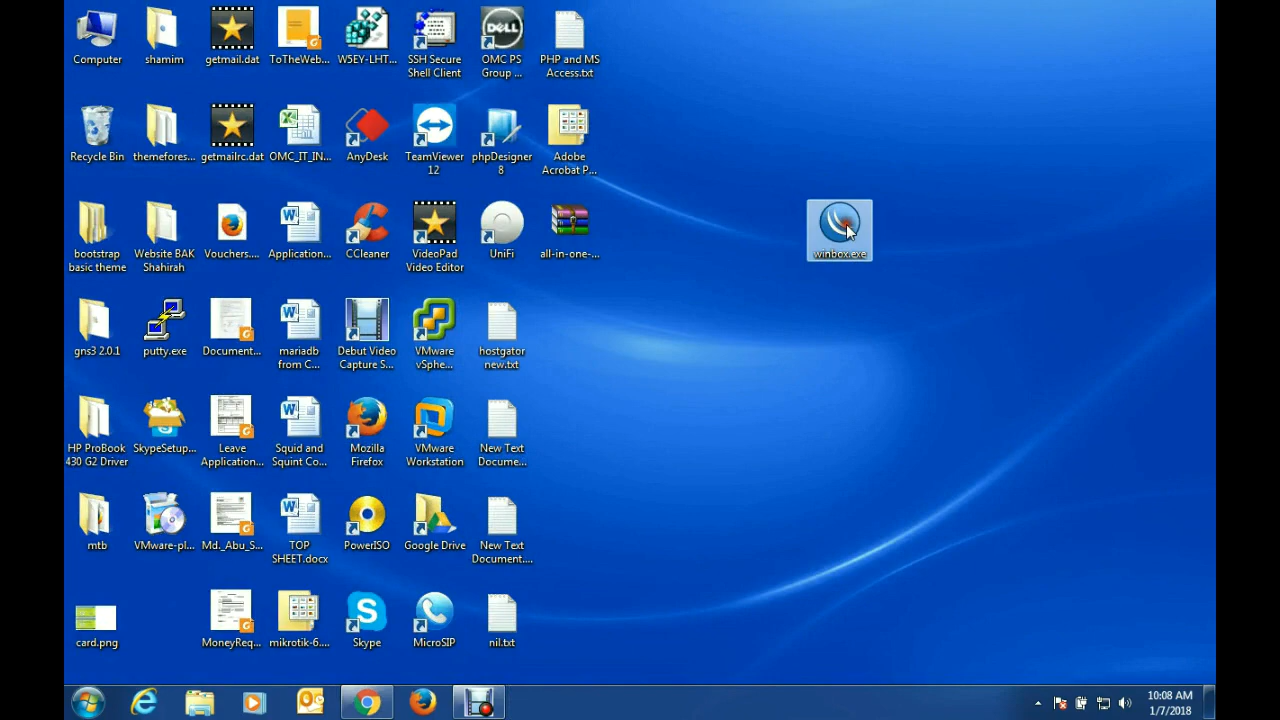 Computer
shamim
getmail.dat
ToTheWeb...
W5EY-LHT...
SSH Secure
Shell Client
DELL
OMC PS
Group ...
PHP and MS
Access.txt
Recycle Bin
themefores...
getmailrc.dat
OMC_IT_IN...
AnyDesk
TeamViewer
12
phpDesigner
8
Adobe
Acrobat P...
bootstrap
basic theme
Website BAK
Shahirah
Vouchers....
Application...
CCleaner
VideoPad
Video Editor
UniFi
all-in-one-...
winbox.exe
gns3 2.0.1
putty.exe
Document...
mariadb
from C...
Debut Video
Capture S...
VMware
vSphe...
hostgator
new.txt
HP ProBook
430 G2 Driver
SkypeSetup...
Leave
Application...
Squid and
Squint Co...
Mozilla
Firefox
VMware
Workstation
New Text
Docume...
mtb
VMware-pl...
Md._Abu_S...
TOP
SHEET.docx
PowerISO
Google Drive
New Text
Document....
card.png
MoneyReq...
mikrotik-6....
Skype
MicroSIP
nil.txt
10:08 AM
1/7/2018